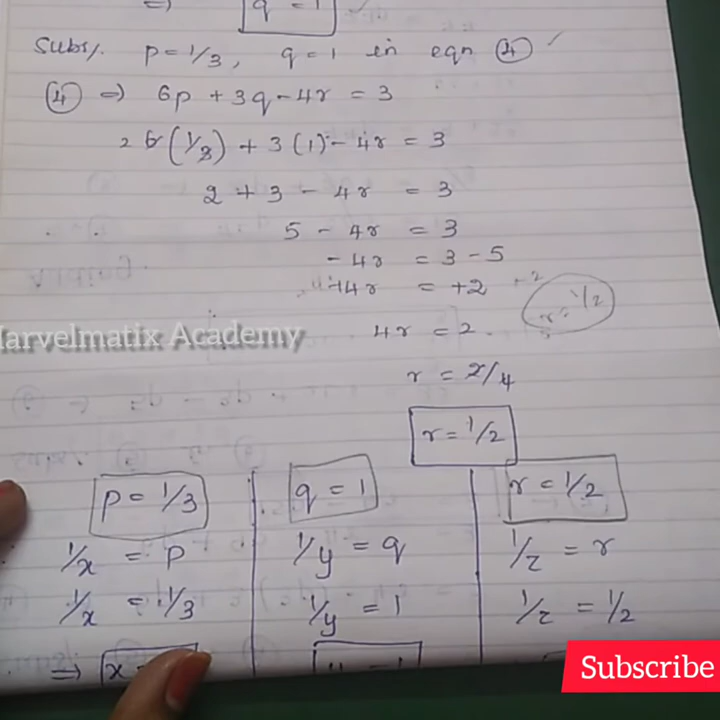 ⇒ q = 1
Subs/. p = 1/3, q = 1 in eqn ④
④ ⇒ 6p + 3q - 4r = 3
2 6(1/3) + 3(1) - 4r = 3
2 + 3 - 4r = 3
5 - 4r = 3
- 4r = 3 - 5
+4r = +2 +2
r = 1/2
Marvelmatix Academy
4r = 2.
r = 2/4
r = 1/2
p = 1/3 q = 1 r = 1/2
1/x = p 1/y = q 1/z = r
1/x = 1/3 1/y = 1 1/z = 1/2
⇒ x = y = 1
Subscribe